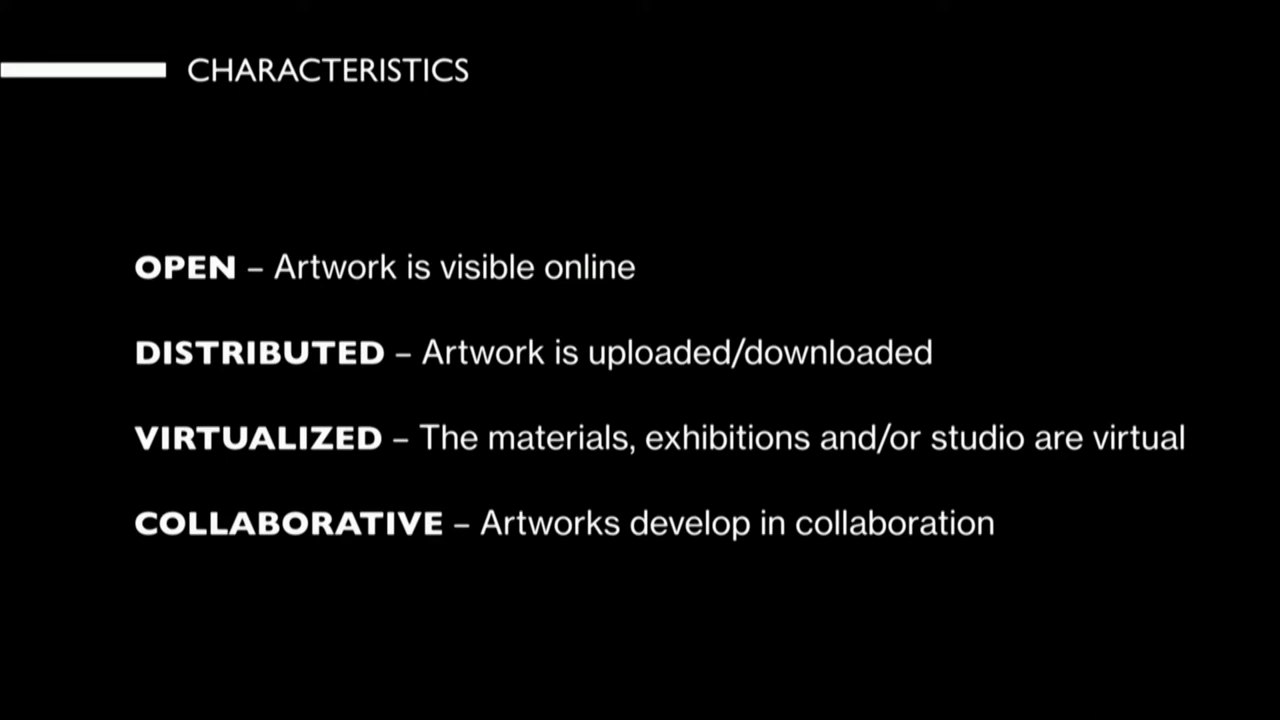 CHARACTERISTICS
OPEN – Artwork is visible online
DISTRIBUTED – Artwork is uploaded/downloaded
VIRTUALIZED – The materials, exhibitions and/or studio are virtual
COLLABORATIVE – Artworks develop in collaboration